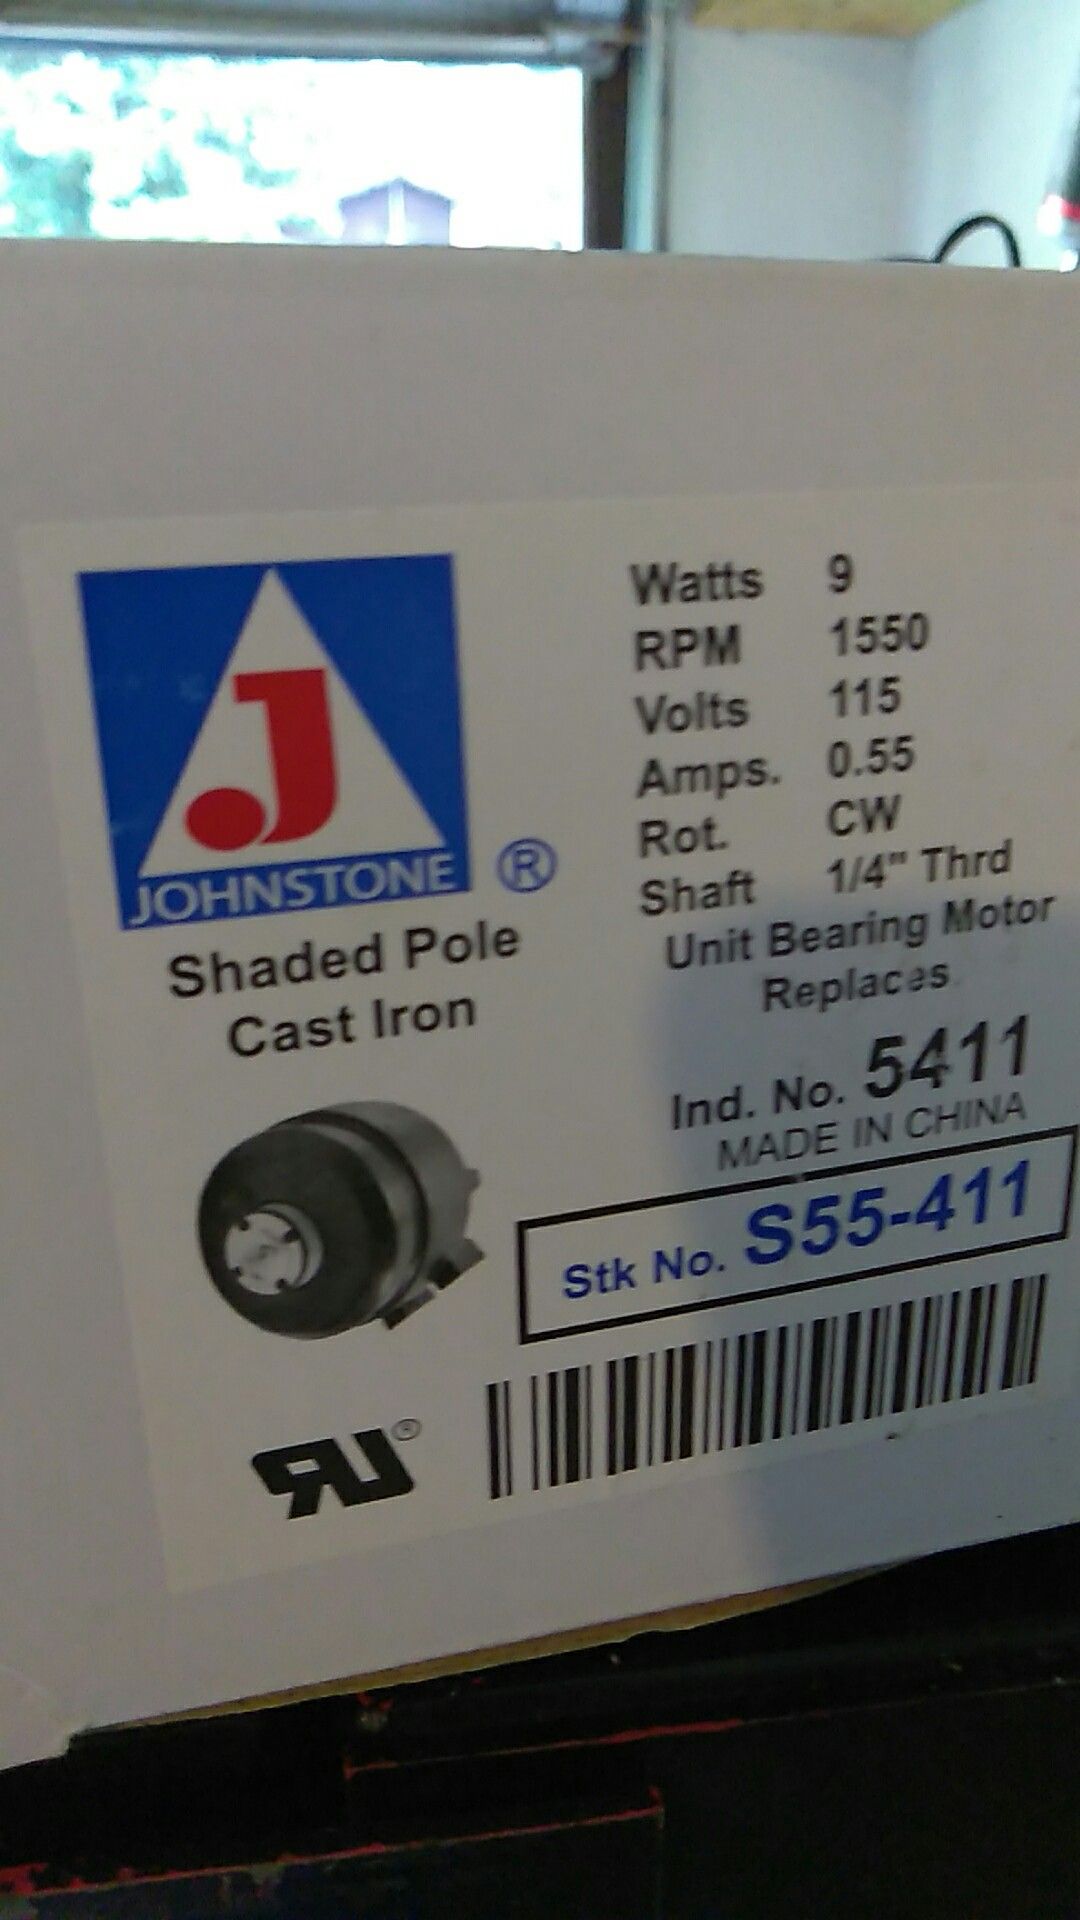 J
JOHNSTONE ®
Shaded Pole
Cast Iron
Watts 9
RPM 1550
Volts 115
Amps. 0.55
Rot. CW
Shaft 1/4" Thrd
Unit Bearing Motor
Replaces
Ind. No. 5411
MADE IN CHINA
Stk No. S55-411
RU®